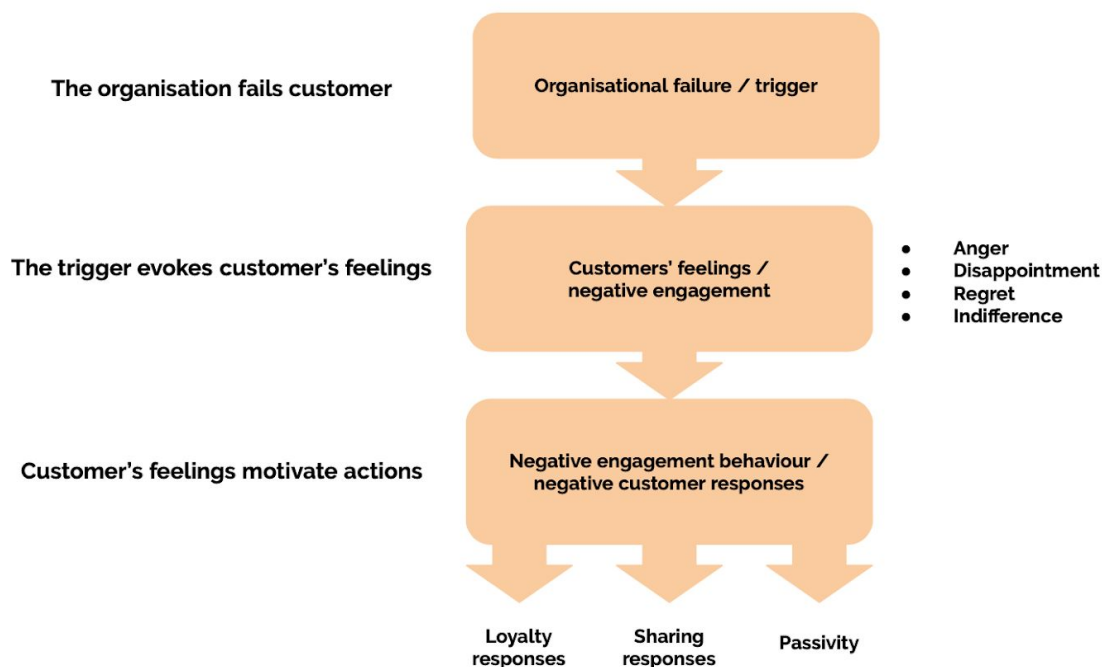 The organisation fails customer
Organisational failure / trigger
The trigger evokes customer’s feelings
Customers’ feelings /
negative engagement
● Anger
● Disappointment
● Regret
● Indifference
Customer’s feelings motivate actions
Negative engagement behaviour /
negative customer responses
Loyalty
responses
Sharing
responses
Passivity